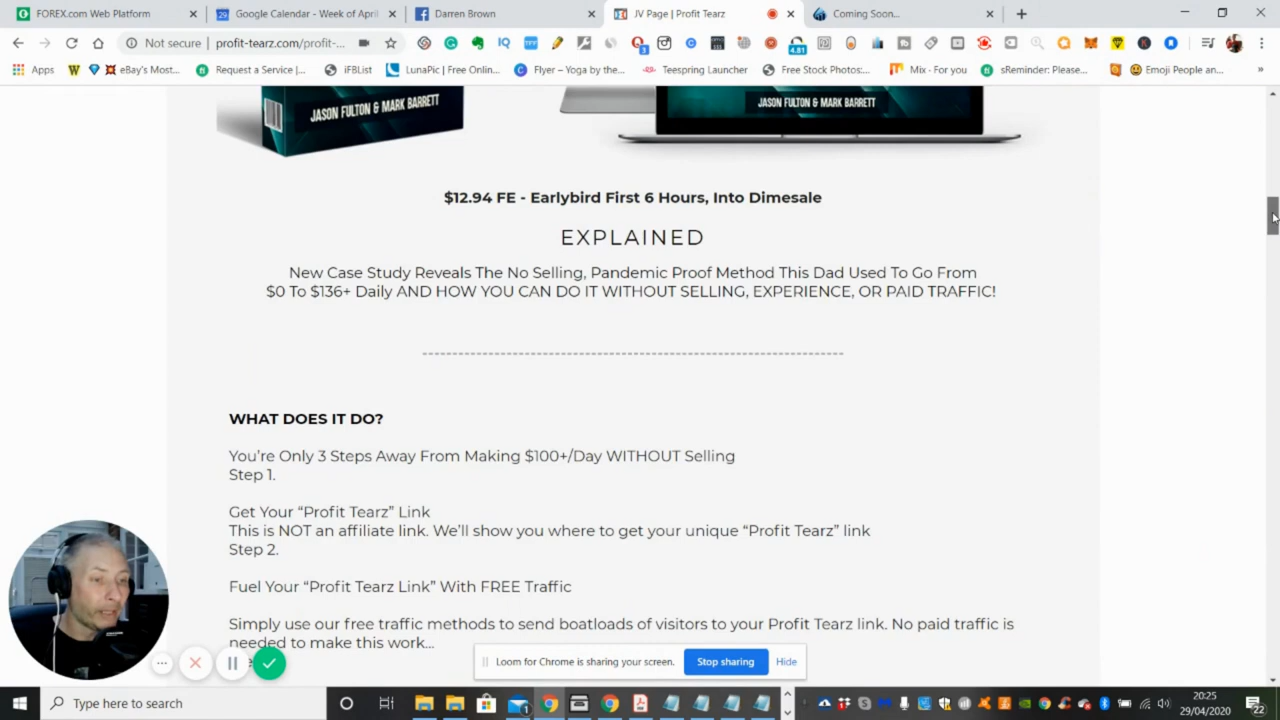 FOREX.com Web Platform
Google Calendar - Week of April
Darren Brown
JV Page | Profit Tearz
Coming Soon...
Not secure | profit-tearz.com/profit-...
4.81
Apps
eBay's Most...
Request a Service |...
iF8List
LunaPic | Free Onlin...
Flyer – Yoga by the...
Teespring Launcher
Free Stock Photos:...
Mix - For you
sReminder: Please...
Emoji People an...
JASON FULTON & MARK BARRETT
JASON FULTON & MARK BARRETT
$12.94 FE - Earlybird First 6 Hours, Into Dimesale
EXPLAINED
New Case Study Reveals The No Selling, Pandemic Proof Method This Dad Used To Go From
$0 To $136+ Daily AND HOW YOU CAN DO IT WITHOUT SELLING, EXPERIENCE, OR PAID TRAFFIC!
WHAT DOES IT DO?
You're Only 3 Steps Away From Making $100+/Day WITHOUT Selling
Step 1.
Get Your “Profit Tearz” Link
This is NOT an affiliate link. We'll show you where to get your unique “Profit Tearz” link
Step 2.
Fuel Your “Profit Tearz Link” With FREE Traffic
Simply use our free traffic methods to send boatloads of visitors to your Profit Tearz link. No paid traffic is
needed to make this work...
Loom for Chrome is sharing your screen.
Stop sharing
Hide
Type here to search
20:25
29/04/2020
22